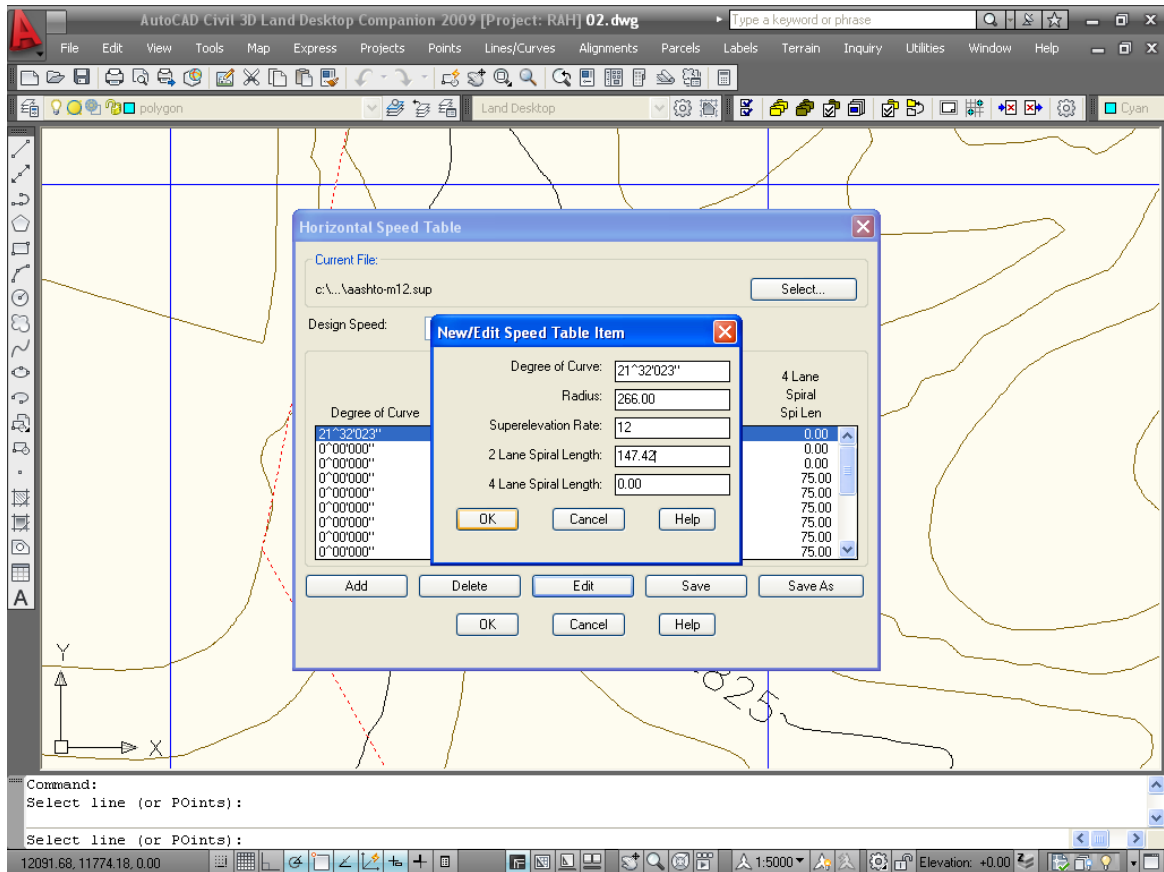 AutoCAD Civil 3D Land Desktop Companion 2009 [Project: RAH] 02.dwg Type a keyword or phrase
File Edit View Tools Map Express Projects Points Lines/Curves Alignments Parcels Labels Terrain Inquiry Utilities Window Help
polygon Land Desktop Cyan
Horizontal Speed Table
Current File:
c:\...\aashto-m12.sup Select...
Design Speed:
New/Edit Speed Table Item
Degree of Curve: 21^32'023"
Radius: 266.00
Superelevation Rate: 12
2 Lane Spiral Length: 147.42
4 Lane Spiral Length: 0.00
OK Cancel Help
4 Lane
Spiral
Degree of Curve Spi Len
21^32'023" 0.00
0^00'000" 0.00
0^00'000" 0.00
0^00'000" 75.00
0^00'000" 75.00
0^00'000" 75.00
0^00'000" 75.00
0^00'000" 75.00
0^00'000" 75.00
Add Delete Edit Save Save As
OK Cancel Help
825
Y
X
A
Command:
Select line (or POints):
Select line (or POints):
12091.68, 11774.18, 0.00 1:5000 Elevation: +0.00